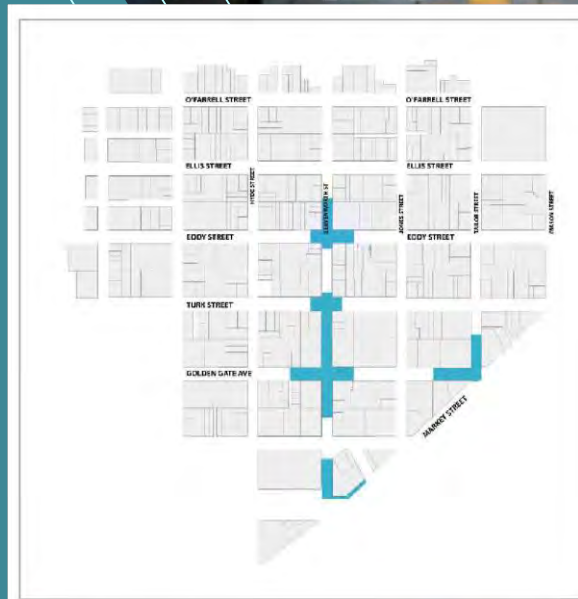 O'FARRELL STREET
O'FARRELL STREET
ELLIS STREET
ELLIS STREET
HYDE STREET
LEAVENWORTH ST
JONES STREET
TAYLOR STREET
MASON STREET
EDDY STREET
EDDY STREET
TURK STREET
GOLDEN GATE AVE
MARKET STREET